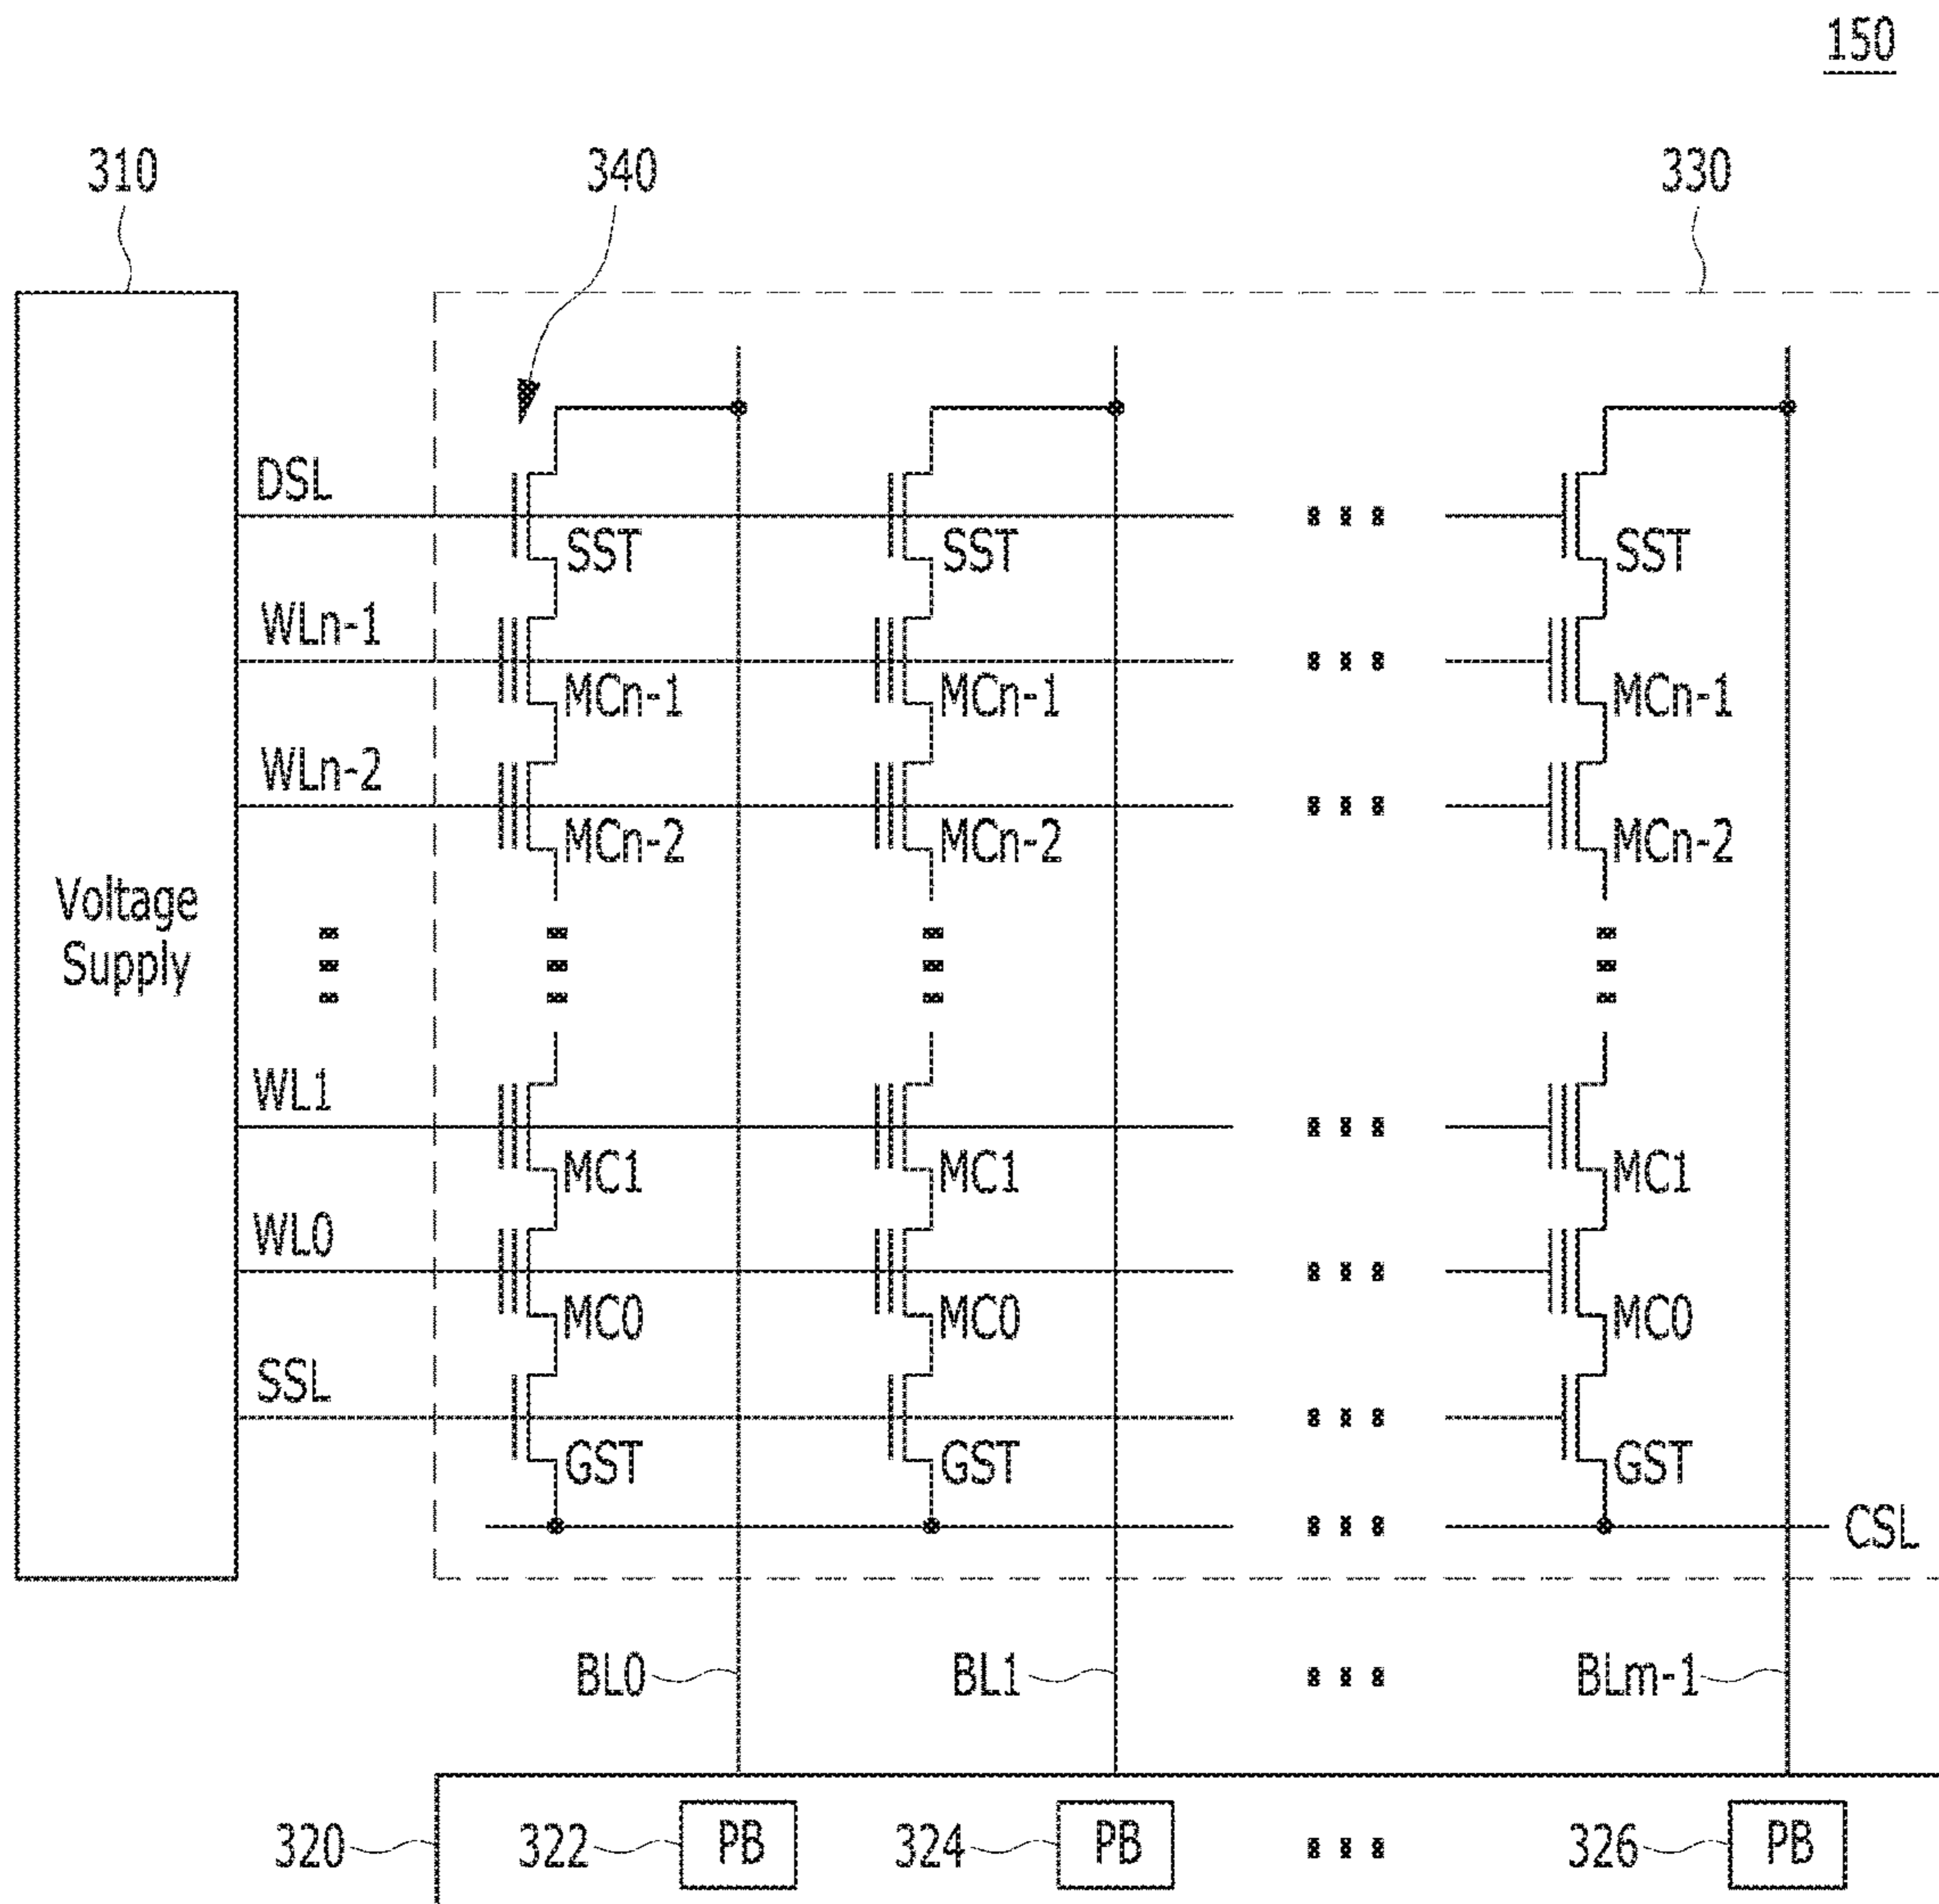 150
310 340 330
DSL
SST SST SST
WLn-1
MCn-1 MCn-1 MCn-1
WLn-2
MCn-2 MCn-2 MCn-2
Voltage
Supply
WL1
MC1 MC1 MC1
WL0
MC0 MC0 MC0
SSL
GST GST GST
CSL
BL0 BL1 BLm-1
320 322 PB 324 PB 326 PB